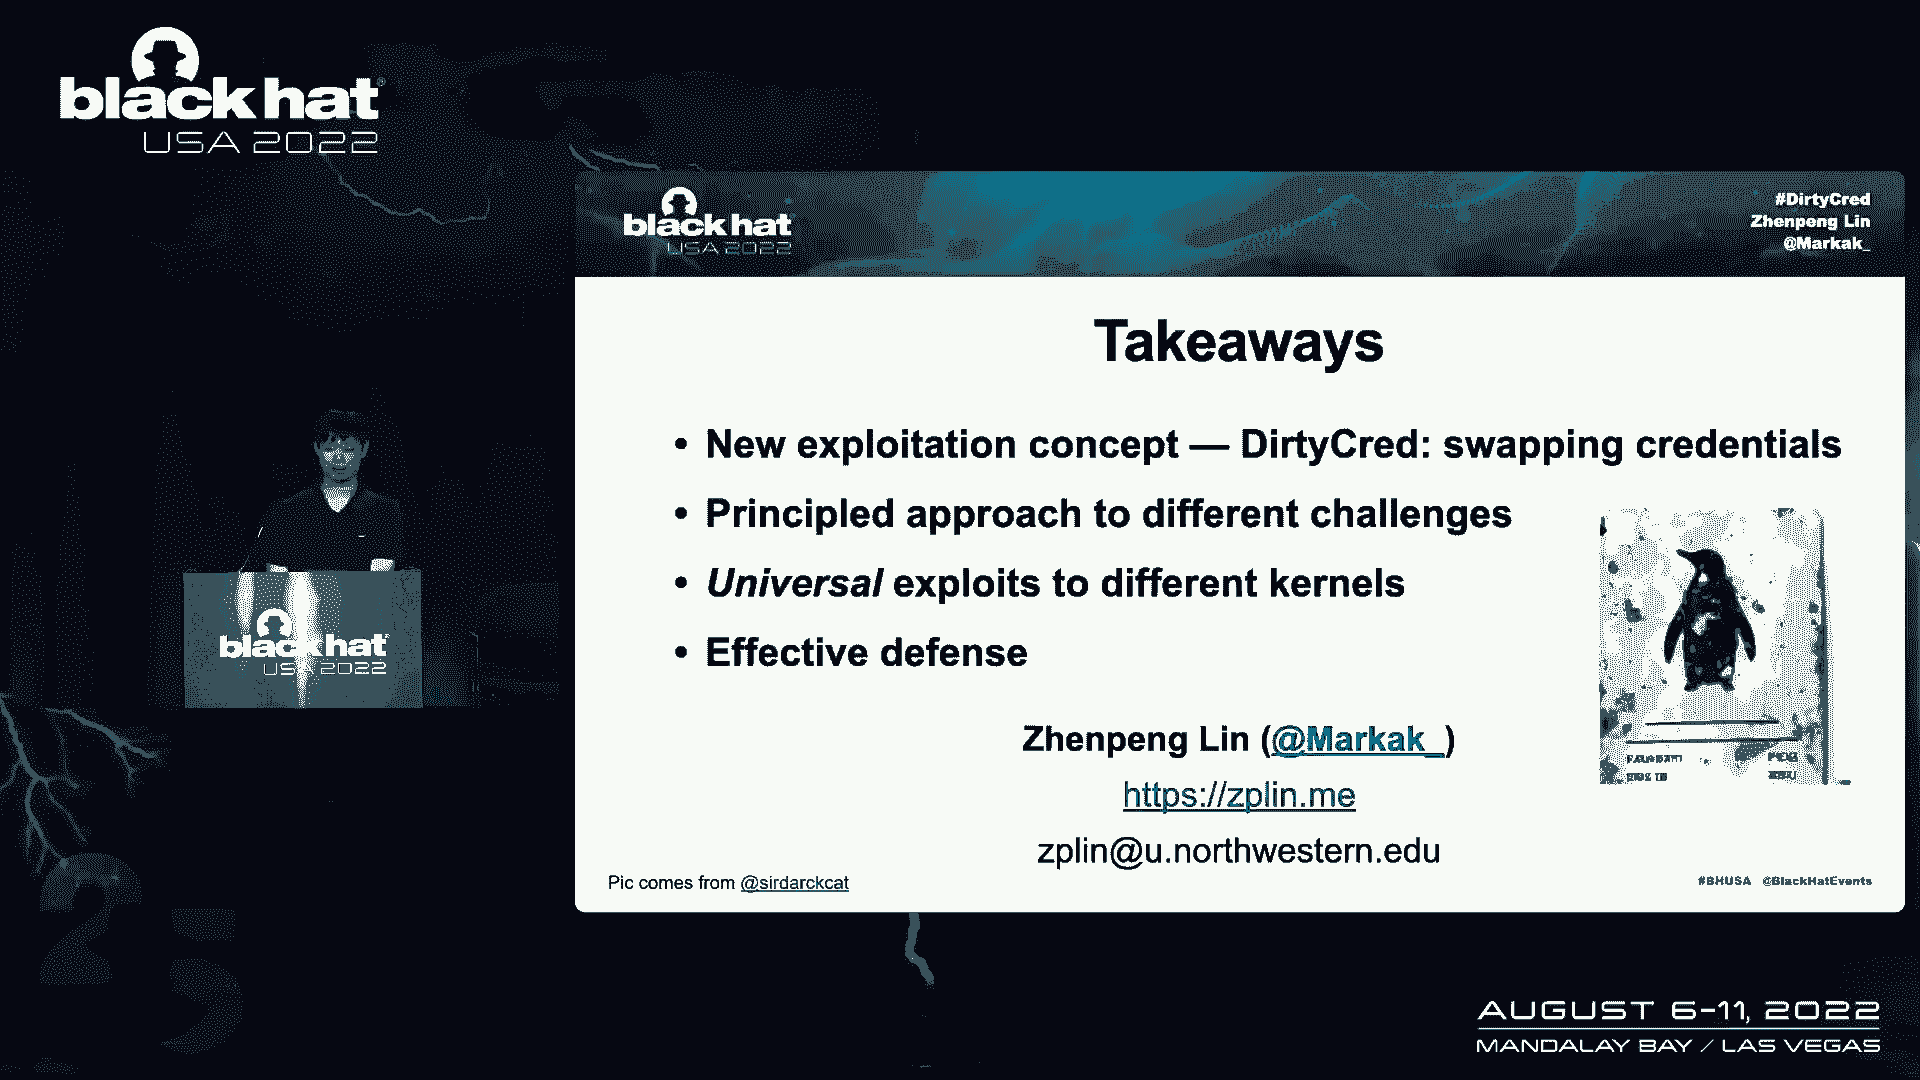 black hat
USA 2022
black hat
USA 2022
#DirtyCred
Zhenpeng Lin
@Markak_
Takeaways
• New exploitation concept — DirtyCred: swapping credentials
• Principled approach to different challenges
• Universal exploits to different kernels
• Effective defense
Zhenpeng Lin (@Markak_)
https://zplin.me
zplin@u.northwestern.edu
Pic comes from @sirdarckcat
#BHUSA @BlackHatEvents
black hat
USA 2022
25
AUGUST 6-11, 2022
MANDALAY BAY / LAS VEGAS